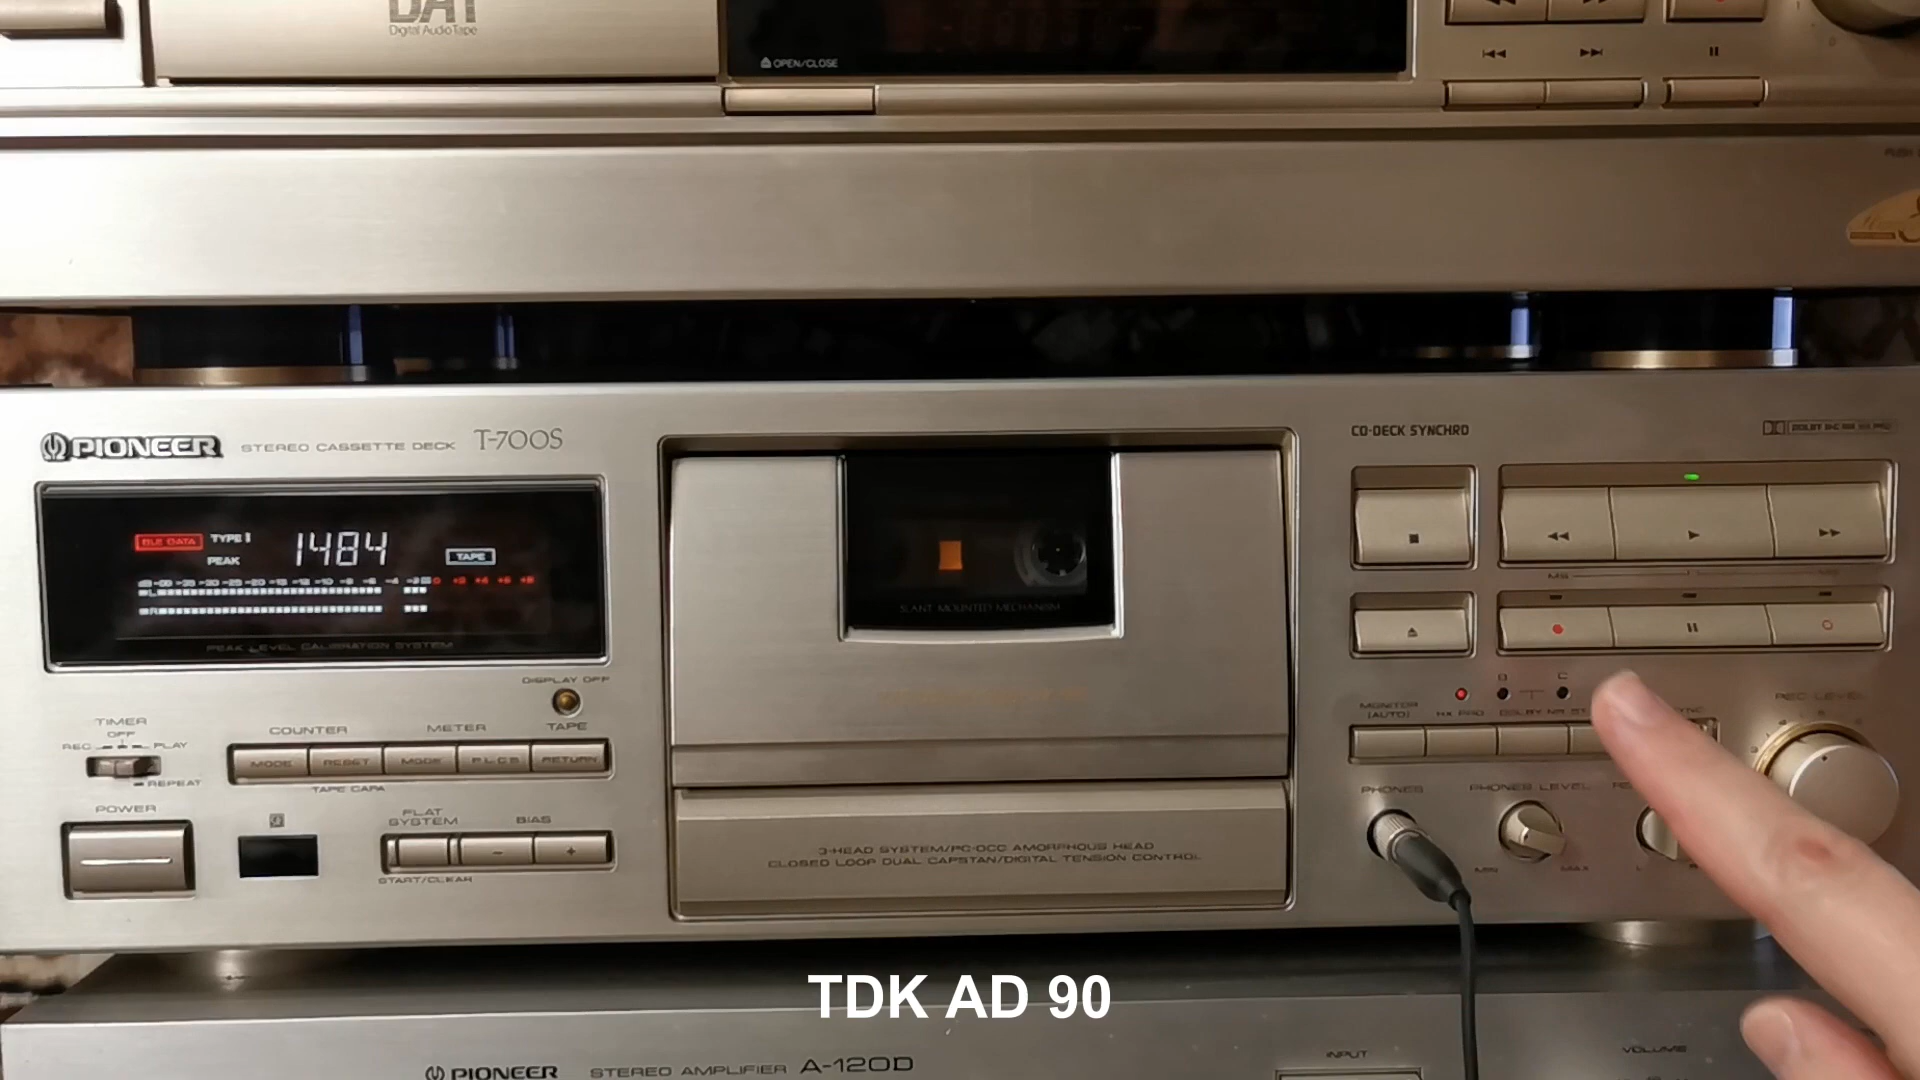 DAT
Digital Audio Tape
OPEN/CLOSE
PUSH
PIONEER STEREO CASSETTE DECK T-700S
CD-DECK SYNCHRO
BLE DATA TYPE I 1484
PEAK TAPE
PEAK LEVEL CALIBRATION SYSTEM
SLANT MOUNTED MECHANISM
DISPLAY OFF
TIMER
OFF
REC PLAY
REPEAT
COUNTER METER TAPE
MODE RESET MODE P.L.C.S RETURN
TAPE CAPA.
POWER
FLAT
SYSTEM
BIAS
- +
START/CLEAR
3-HEAD SYSTEM/PC-OCC AMORPHOUS HEAD
CLOSED LOOP DUAL CAPSTAN/DIGITAL TENSION CONTROL
MS
B C
MONITOR
(AUTO)
HX PRO DOLBY NR
REC LEVEL
PHONES PHONES LEVEL
MIN MAX L
TDK AD 90
PIONEER STEREO AMPLIFIER A-120D
INPUT
VOLUME